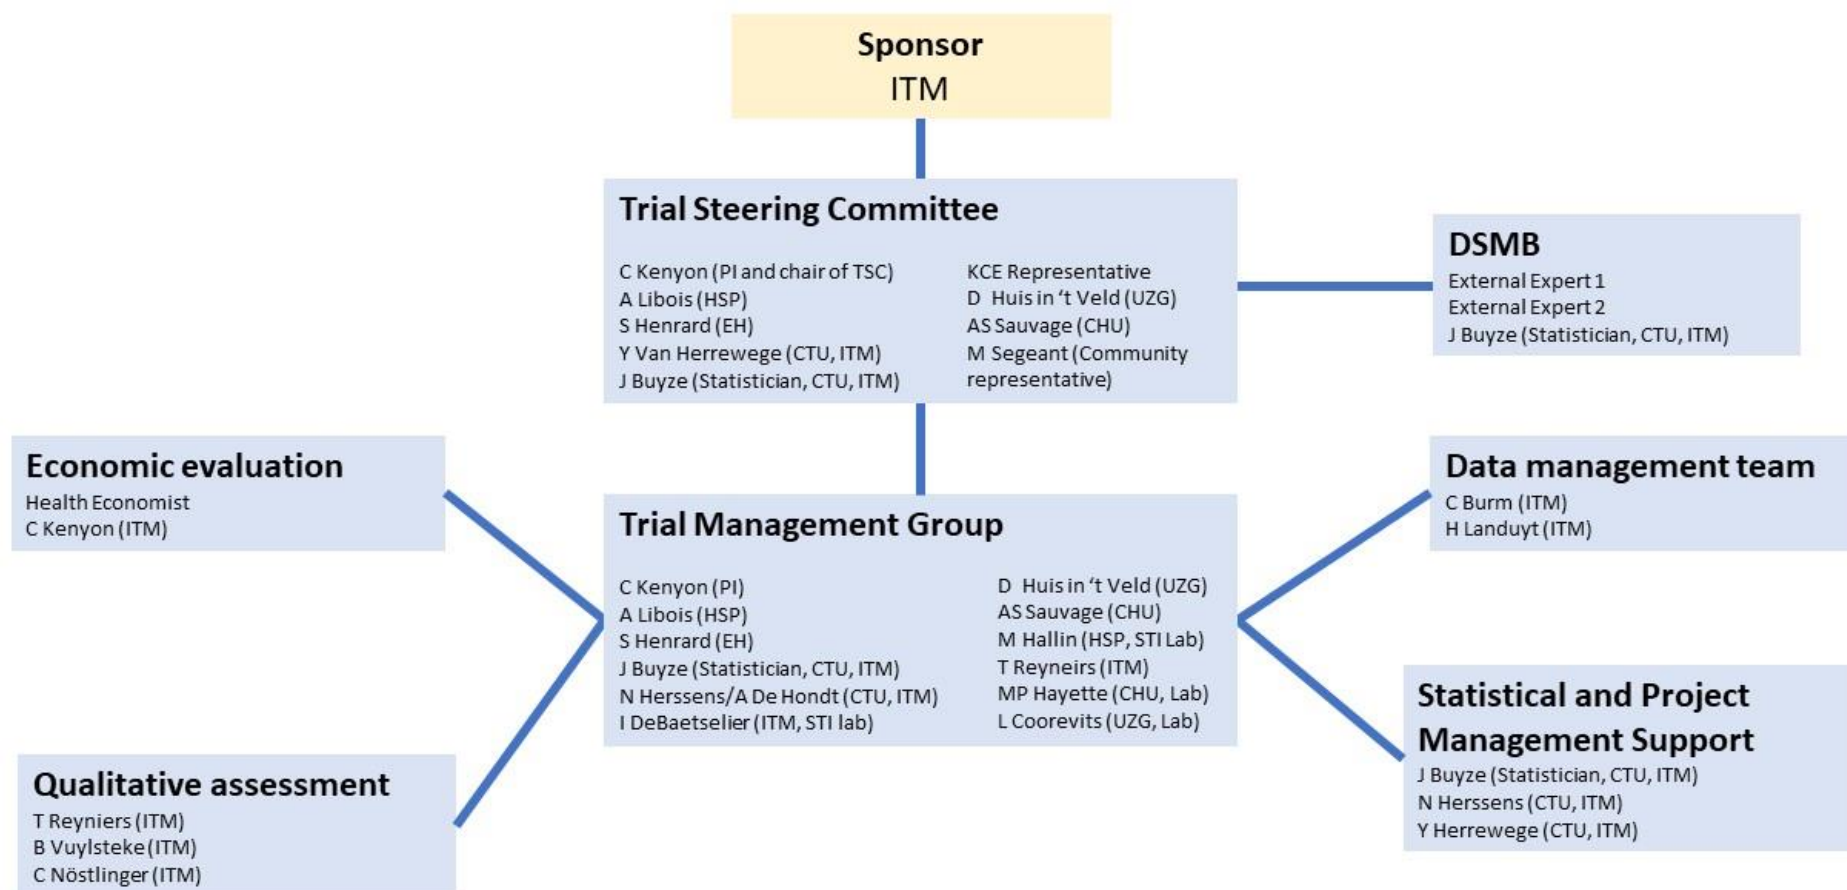 Sponsor
ITM
Trial Steering Committee
C Kenyon (PI and chair of TSC)
A Libois (HSP)
S Henrard (EH)
Y Van Herrewege (CTU, ITM)
J Buyze (Statistician, CTU, ITM)
KCE Representative
D Huis in ‘t Veld (UZG)
AS Sauvage (CHU)
M Segeant (Community
representative)
DSMB
External Expert 1
External Expert 2
J Buyze (Statistician, CTU, ITM)
Economic evaluation
Health Economist
C Kenyon (ITM)
Trial Management Group
C Kenyon (PI)
A Libois (HSP)
S Henrard (EH)
J Buyze (Statistician, CTU, ITM)
N Herssens/A De Hondt (CTU, ITM)
I DeBaetselier (ITM, STI lab)
D Huis in ‘t Veld (UZG)
AS Sauvage (CHU)
M Hallin (HSP, STI Lab)
T Reyneirs (ITM)
MP Hayette (CHU, Lab)
L Coorevits (UZG, Lab)
Data management team
C Burm (ITM)
H Landuyt (ITM)
Qualitative assessment
T Reyniers (ITM)
B Vuylsteke (ITM)
C Nöstlinger (ITM)
Statistical and Project
Management Support
J Buyze (Statistician, CTU, ITM)
N Herssens (CTU, ITM)
Y Herrewege (CTU, ITM)